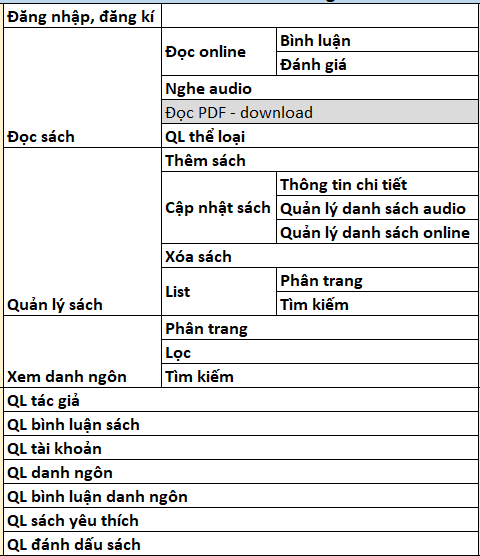 Đăng nhập, đăng kí
Đọc sách
Đọc online
Bình luận
Đánh giá
Nghe audio
Đọc PDF - download
QL thể loại
Quản lý sách
Thêm sách
Cập nhật sách
Thông tin chi tiết
Quản lý danh sách audio
Quản lý danh sách online
Xóa sách
List
Phân trang
Tìm kiếm
Xem danh ngôn
Phân trang
Lọc
Tìm kiếm
QL tác giả
QL bình luận sách
QL tài khoản
QL danh ngôn
QL bình luận danh ngôn
QL sách yêu thích
QL đánh dấu sách